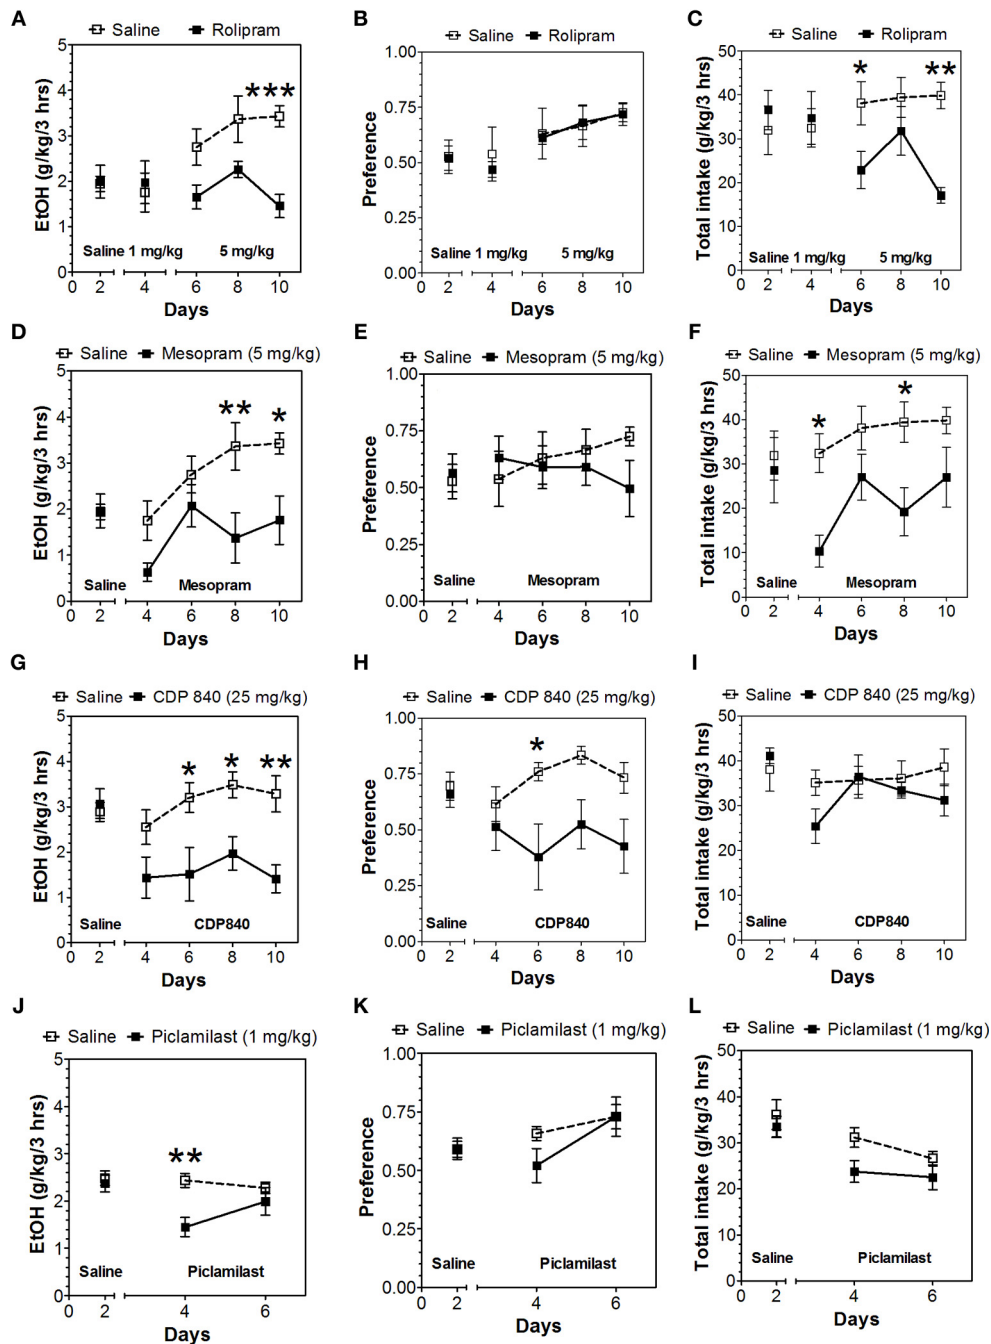 A
Saline Rolipram
EtOH (g/kg/3 hrs)
5
4
3
2
1
0
***
Saline 1 mg/kg 5 mg/kg
0 2 4 6 8 10
Days
B
Saline Rolipram
Preference
1.00
0.75
0.50
0.25
0.00
Saline 1 mg/kg 5 mg/kg
0 2 4 6 8 10
Days
C
Saline Rolipram
Total intake (g/kg/3 hrs)
50
40
30
20
10
0
* **
Saline 1 mg/kg 5 mg/kg
0 2 4 6 8 10
Days
D
Saline Mesopram (5 mg/kg)
EtOH (g/kg/3 hrs)
5
4
3
2
1
0
** *
Saline Mesopram
0 2 4 6 8 10
Days
E
Saline Mesopram (5 mg/kg)
Preference
1.00
0.75
0.50
0.25
0.00
Saline Mesopram
0 2 4 6 8 10
Days
F
Saline Mesopram (5 mg/kg)
Total intake (g/kg/3 hrs)
50
40
30
20
10
0
* *
Saline Mesopram
0 2 4 6 8 10
Days
G
Saline CDP 840 (25 mg/kg)
EtOH (g/kg/3 hrs)
5
4
3
2
1
0
* * **
Saline CDP840
0 2 4 6 8 10
Days
H
Saline CDP 840 (25 mg/kg)
Preference
1.00
0.75
0.50
0.25
0.00
*
Saline CDP840
0 2 4 6 8 10
Days
I
Saline CDP 840 (25 mg/kg)
Total intake (g/kg/3 hrs)
50
40
30
20
10
0
Saline CDP840
0 2 4 6 8 10
Days
J
Saline Piclamilast (1 mg/kg)
EtOH (g/kg/3 hrs)
5
4
3
2
1
0
**
Saline Piclamilast
0 2 4 6
Days
K
Saline Piclamilast (1 mg/kg)
Preference
1.00
0.75
0.50
0.25
0.00
Saline Piclamilast
0 2 4 6
Days
L
Saline Piclamilast (1 mg/kg)
Total intake (g/kg/3 hrs)
50
40
30
20
10
0
Saline Piclamilast
0 2 4 6
Days